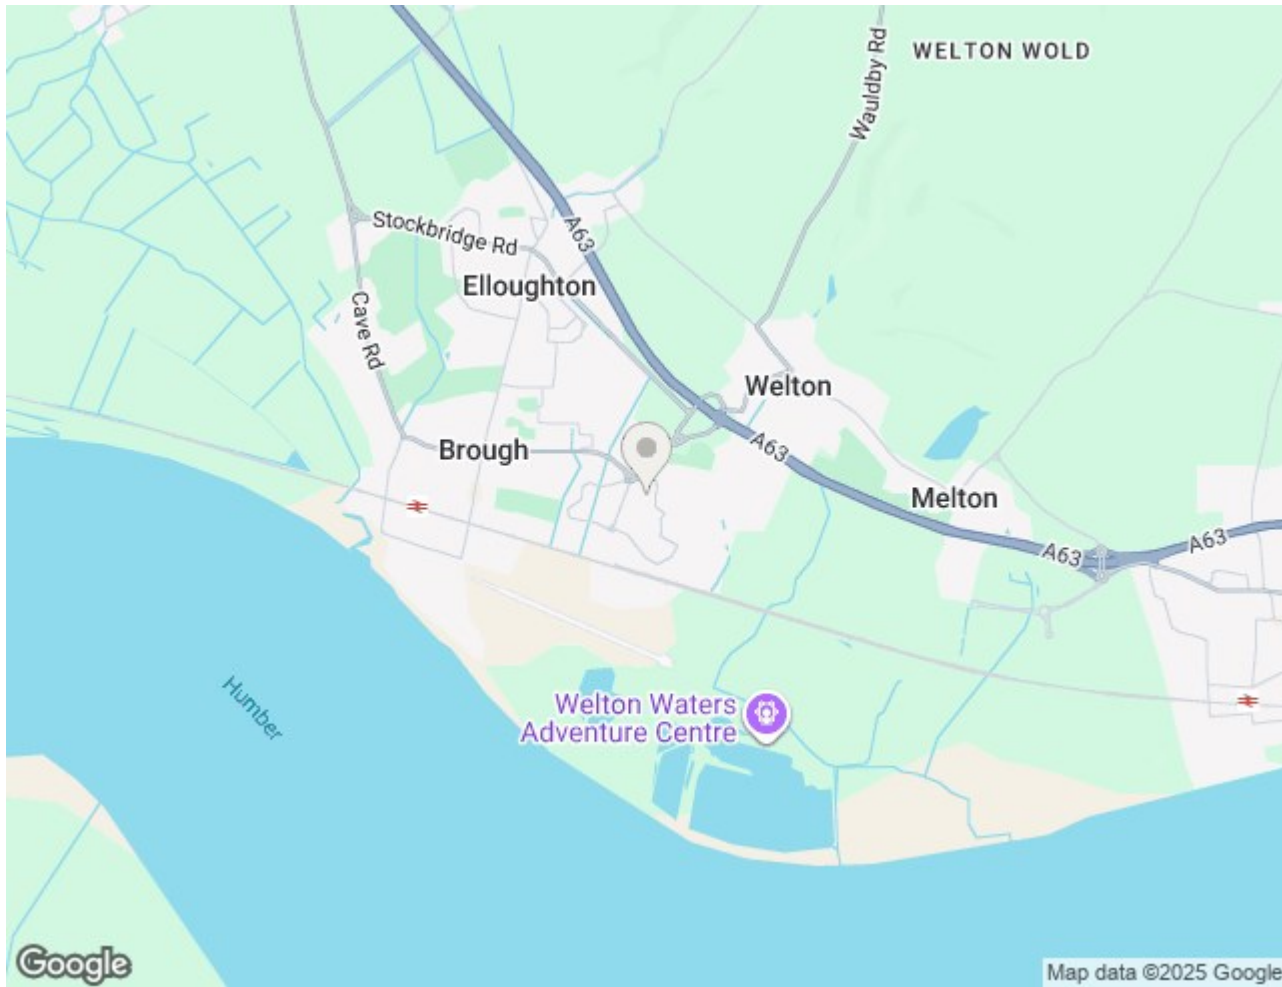 WELTON WOLD
Wauldby Rd
Stockbridge Rd
A63
Elloughton
Cave Rd
Welton
Brough
A63
Melton
A63
A63
Humber
Welton Waters
Adventure Centre
Google
Map data ©2025 Google